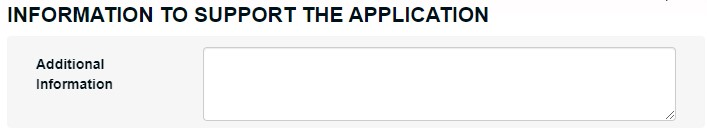 INFORMATION TO SUPPORT THE APPLICATION
Additional
Information